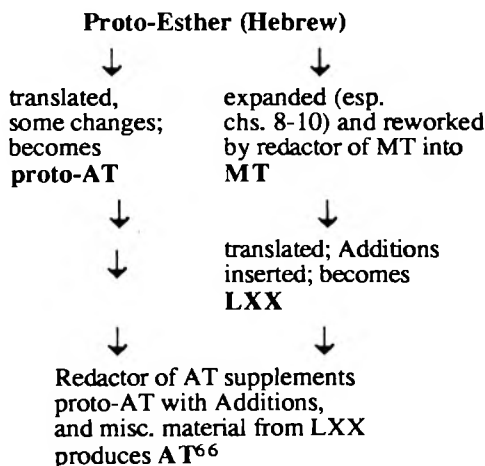 Proto-Esther (Hebrew)
translated,
some changes;
becomes
proto-AT
expanded (esp.
chs. 8-10) and reworked
by redactor of MT into
MT
translated; Additions
inserted; becomes
LXX
Redactor of AT supplements
proto-AT with Additions,
and misc. material from LXX
produces AT66